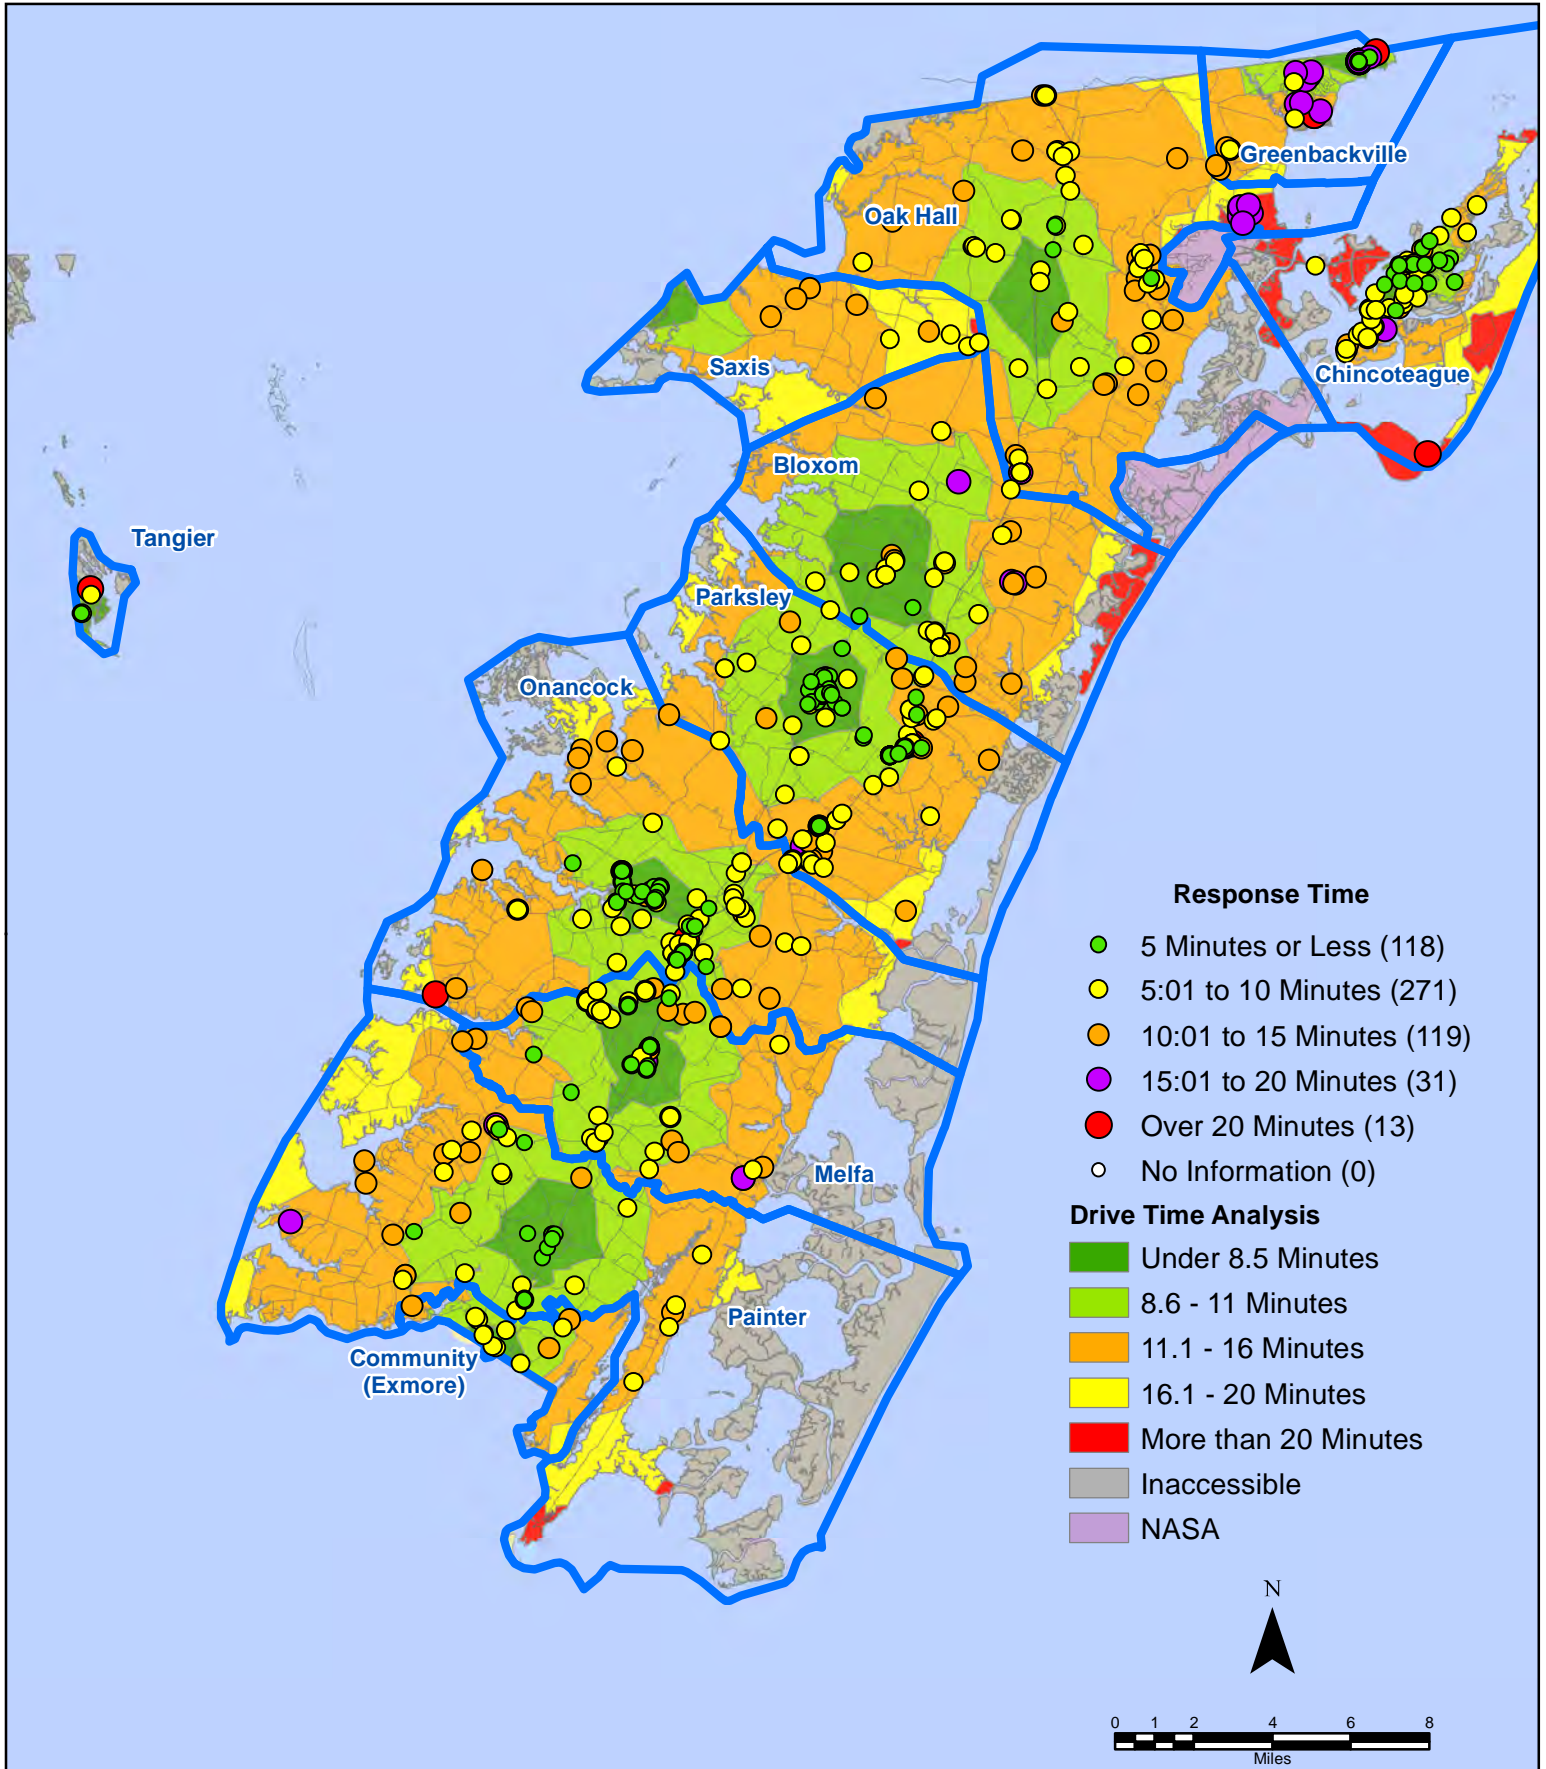 Greenbackville
Oak Hall
Chincoteague
Saxis
Bloxom
Tangier
Parksley
Onancock
Response Time
5 Minutes or Less (118)
5:01 to 10 Minutes (271)
10:01 to 15 Minutes (119)
15:01 to 20 Minutes (31)
Over 20 Minutes (13)
No Information (0)
Melfa
Drive Time Analysis
Under 8.5 Minutes
8.6 - 11 Minutes
Painter
11.1 - 16 Minutes
Community
(Exmore)
16.1 - 20 Minutes
More than 20 Minutes
Inaccessible
NASA
N
0 1 2 4 6 8
Miles